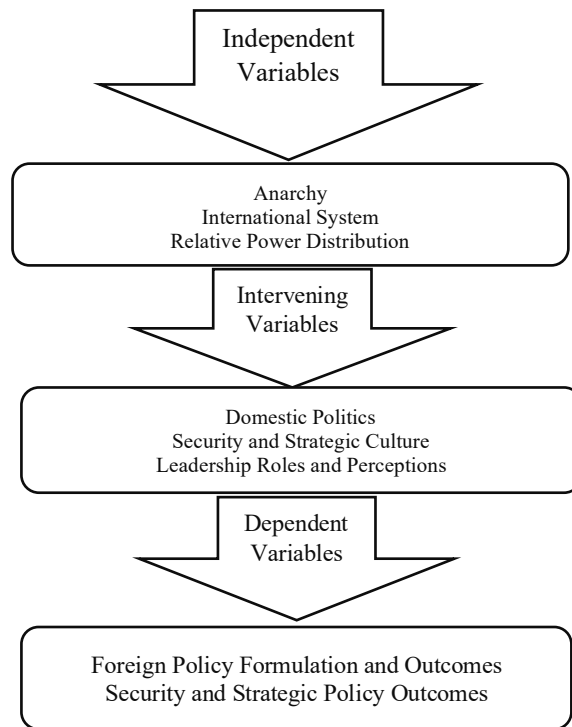 Independent
Variables
Anarchy
International System
Relative Power Distribution
Intervening
Variables
Domestic Politics
Security and Strategic Culture
Leadership Roles and Perceptions
Dependent
Variables
Foreign Policy Formulation and Outcomes
Security and Strategic Policy Outcomes